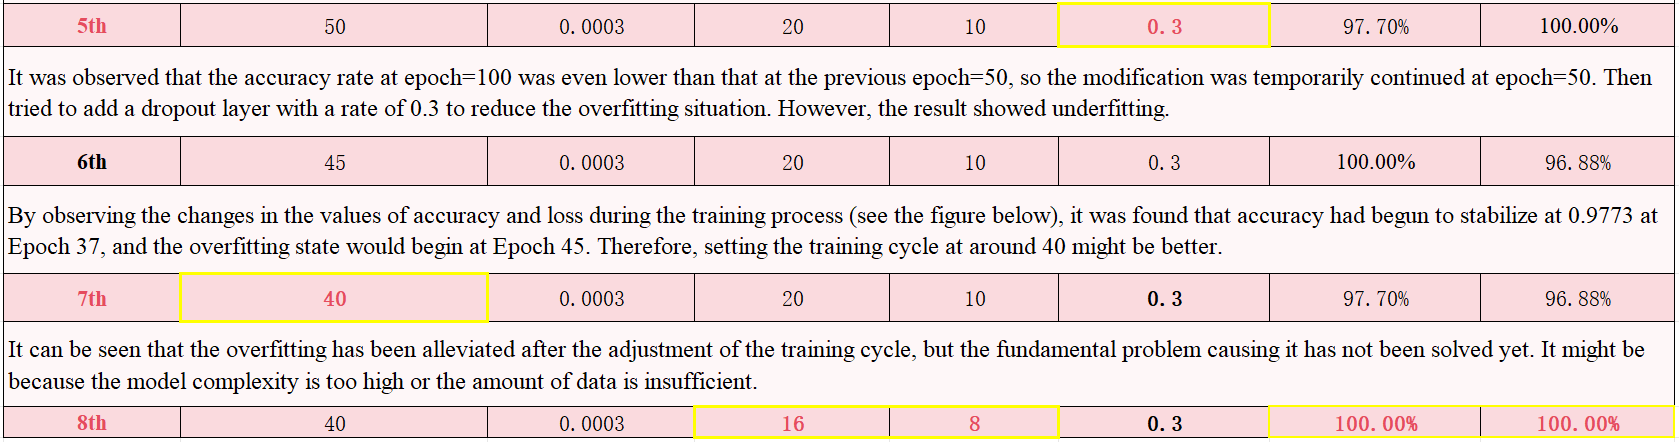 5th 50 0.0003 20 10 0.3 97.70% 100.00%
It was observed that the accuracy rate at epoch=100 was even lower than that at the previous epoch=50, so the modification was temporarily continued at epoch=50. Then
tried to add a dropout layer with a rate of 0.3 to reduce the overfitting situation. However, the result showed underfitting.
6th 45 0.0003 20 10 0.3 100.00% 96.88%
By observing the changes in the values of accuracy and loss during the training process (see the figure below), it was found that accuracy had begun to stabilize at 0.9773 at
Epoch 37, and the overfitting state would begin at Epoch 45. Therefore, setting the training cycle at around 40 might be better.
7th 40 0.0003 20 10 0.3 97.70% 96.88%
It can be seen that the overfitting has been alleviated after the adjustment of the training cycle, but the fundamental problem causing it has not been solved yet. It might be
because the model complexity is too high or the amount of data is insufficient.
8th 40 0.0003 16 8 0.3 100.00% 100.00%